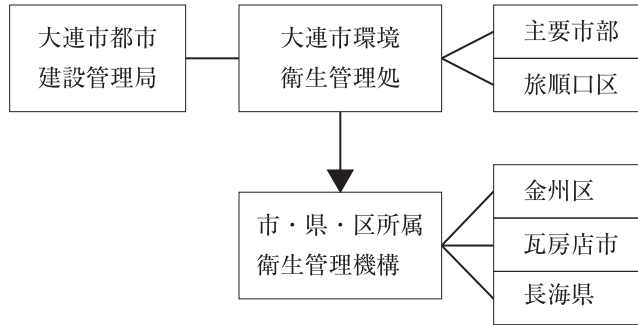 大連市都市
建設管理局
大連市環境
衛生管理処
主要市部
旅順口区
市・県・区所属
衛生管理機構
金州区
瓦房店市
長海県